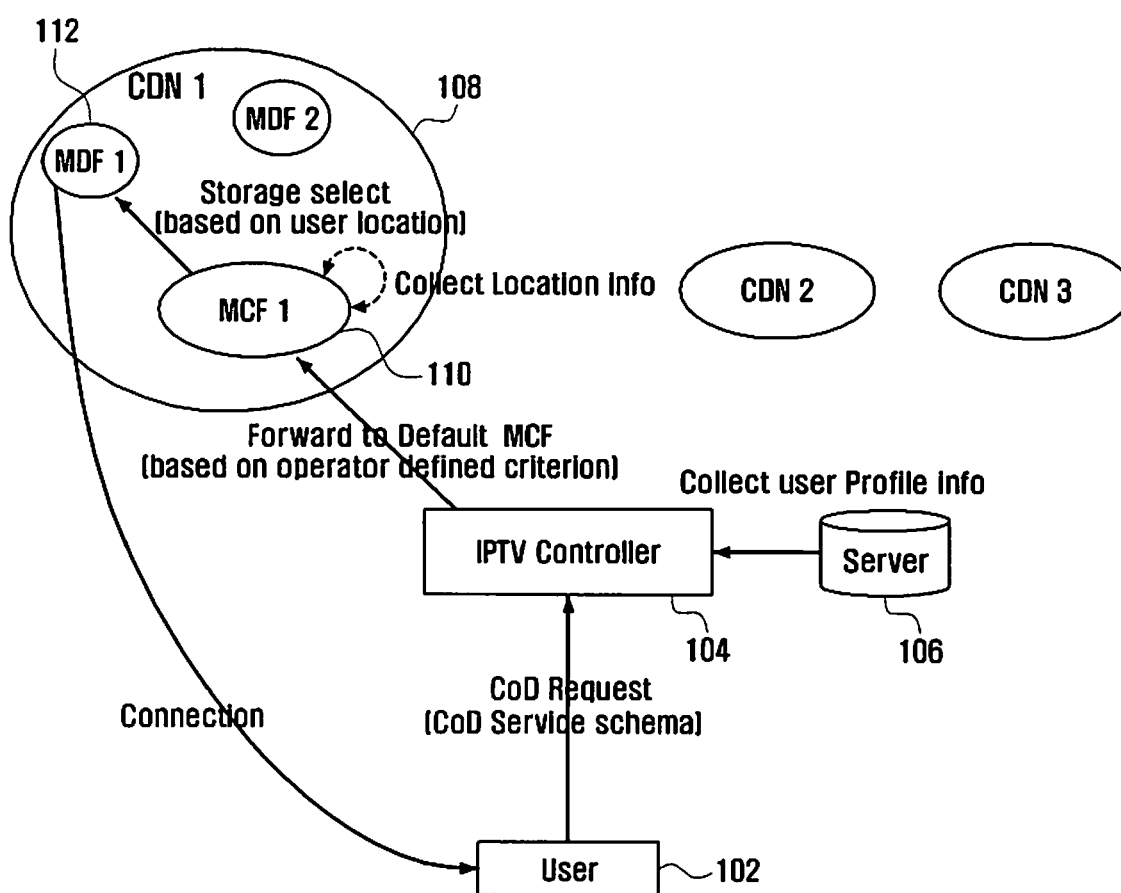 112
CDN 1
108
MDF 2
MDF 1
Storage select
(based on user location)
Collect Location Info
CDN 2
CDN 3
MCF 1
110
Forward to Default MCF
(based on operator defined criterion)
Collect user Profile info
IPTV Controller
Server
104
106
CoD Request
(CoD Service schema)
Connection
User
102